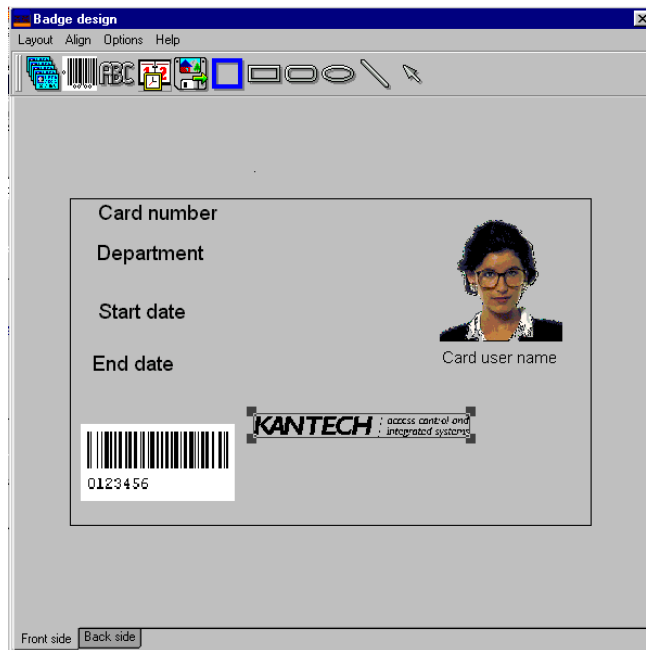 Badge design
Layout Align Options Help
ABC
Card number
Department
Start date
End date
Card user name
KANTECH access control and
integrated systems
0123456
Front side Back side